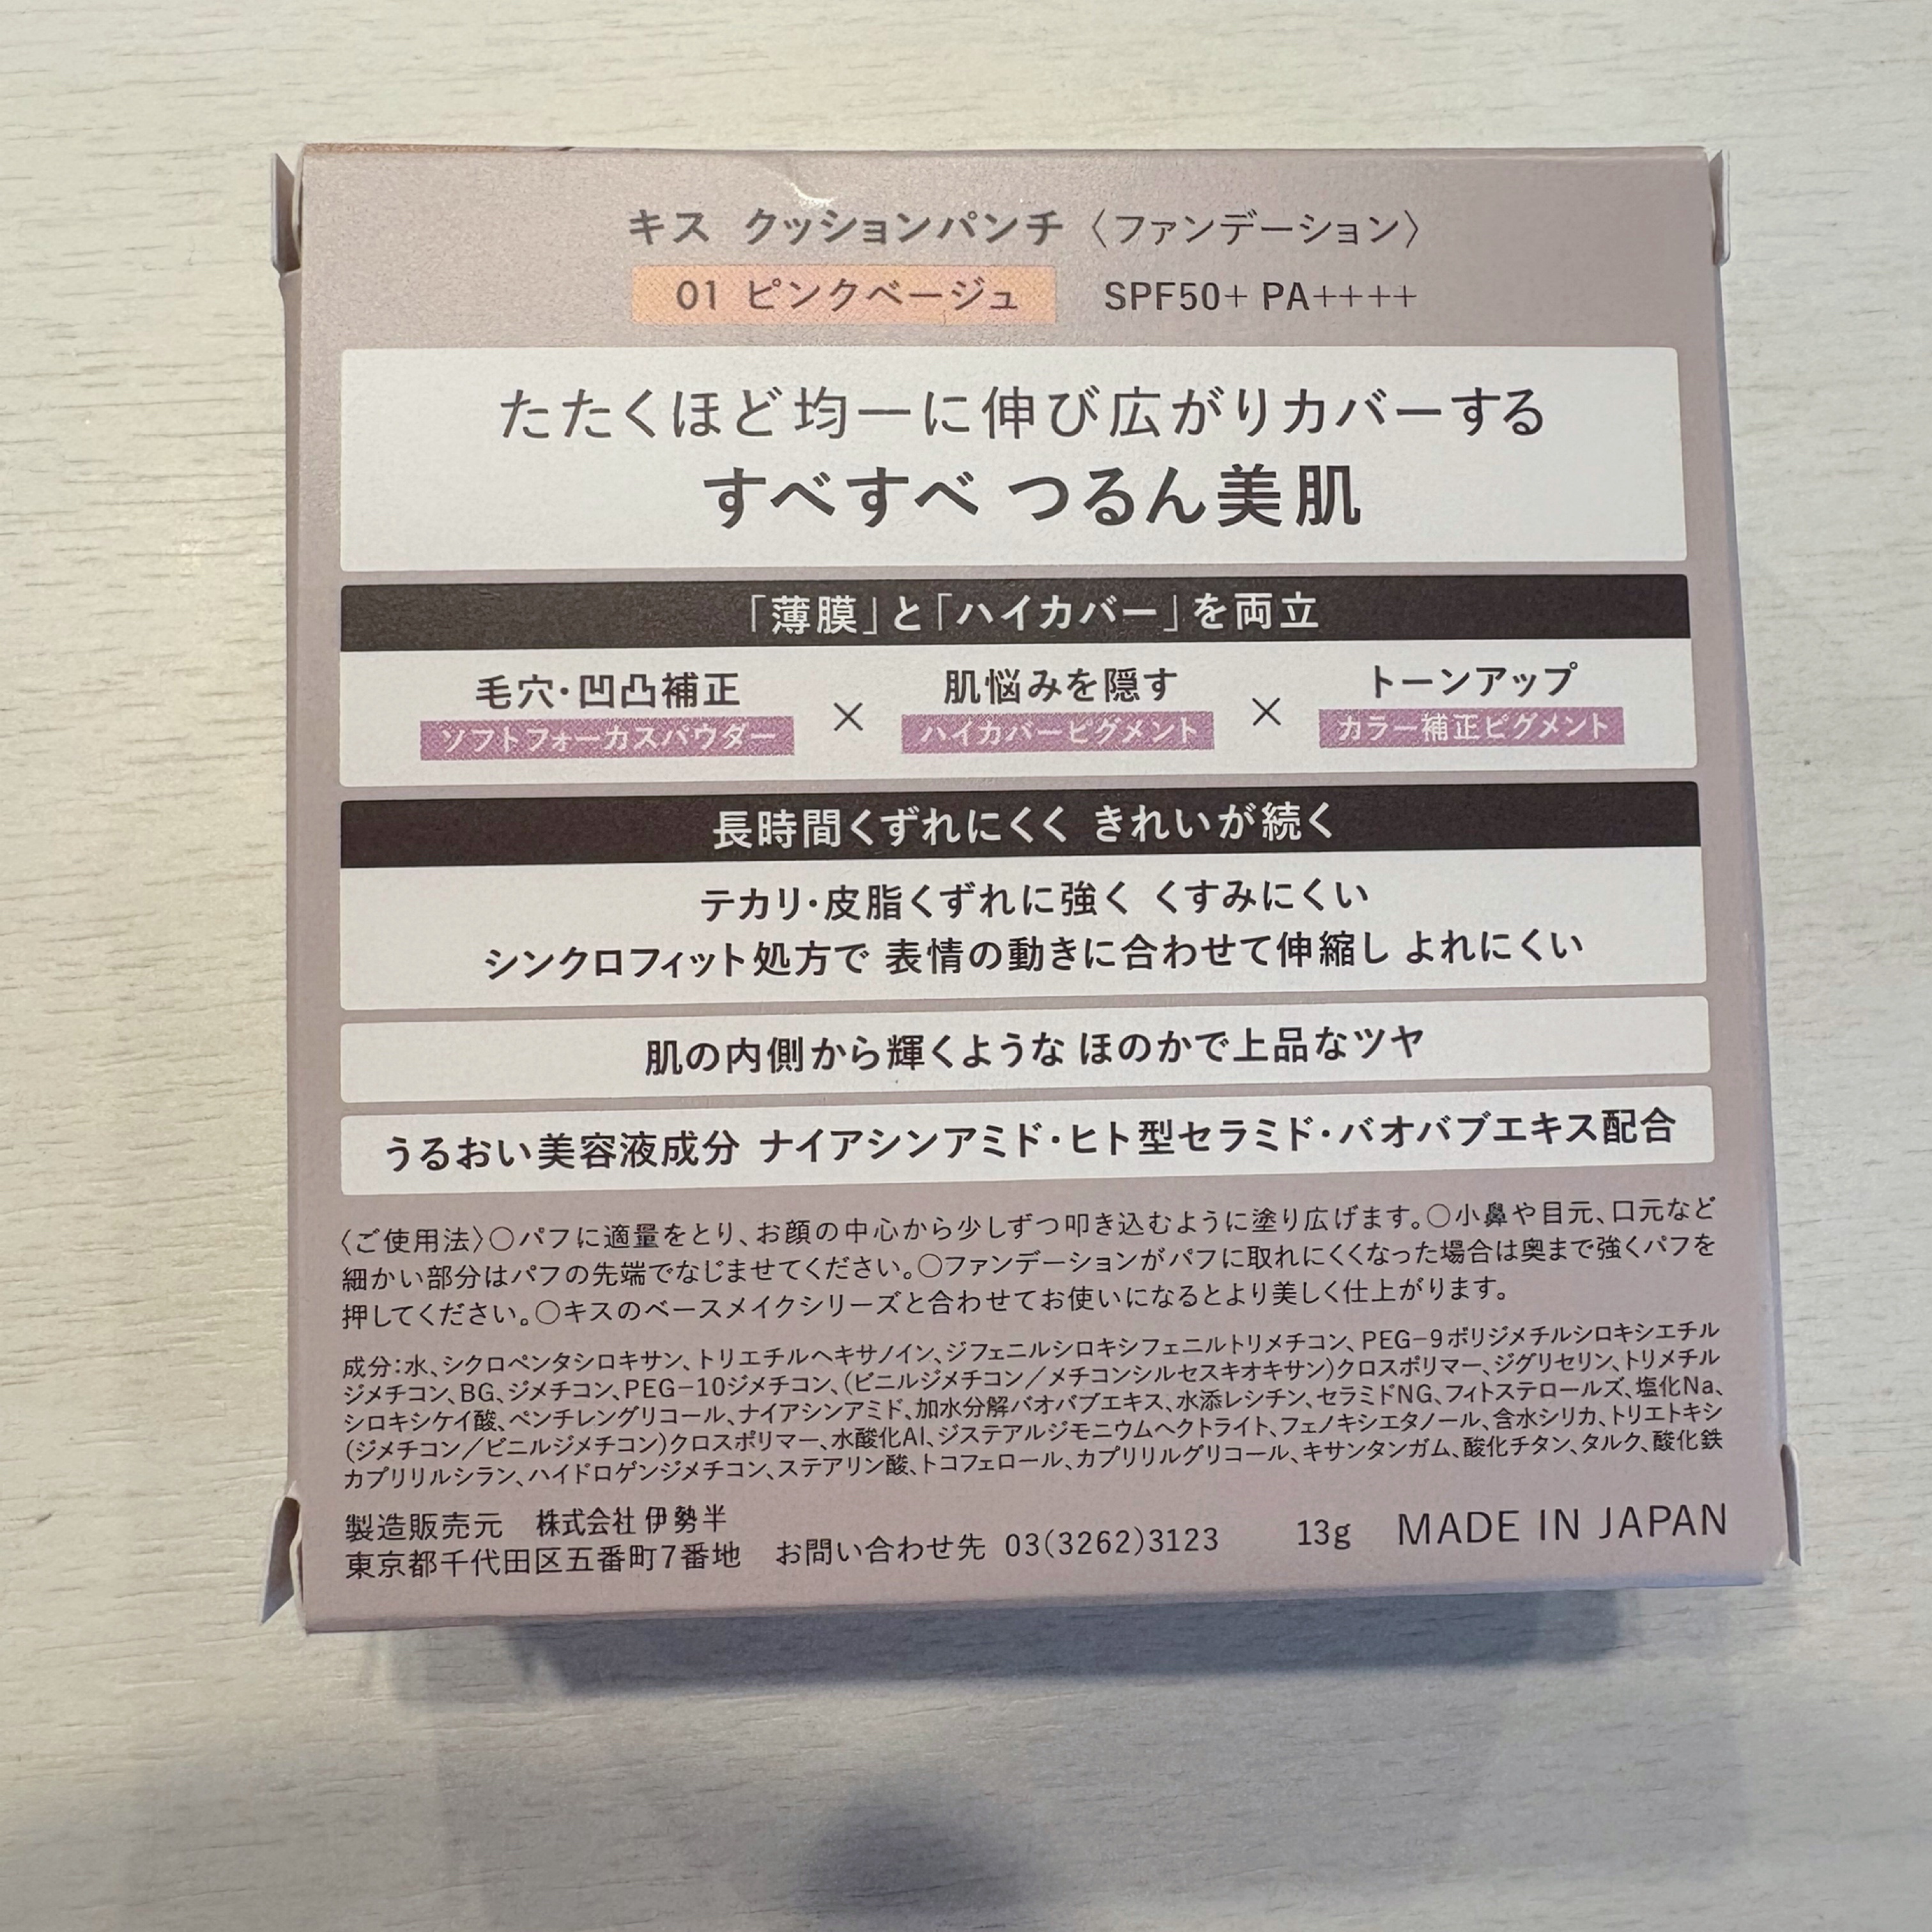 キス クッションパンチ〈ファンデーション〉
01 ピンクベージュ SPF50+ PA++++
たたくほど均一に伸び広がりカバーする
すべすべ つるん美肌
「薄膜」と「ハイカバー」を両立
毛穴・凹凸補正 × 肌悩みを隠す × トーンアップ
ソフトフォーカスパウダー ハイカバーピグメント カラー補正ピグメント
長時間くずれにくく きれいが続く
テカリ・皮脂くずれに強く くすみにくい
シンクロフィット処方で 表情の動きに合わせて伸縮し よれにくい
肌の内側から輝くような ほのかで上品なツヤ
うるおい美容液成分 ナイアシンアミド・ヒト型セラミド・バオバブエキス配合
〈ご使用法〉○パフに適量をとり、お顔の中心から少しずつ叩き込むように塗り広げます。○小鼻や目元、口元など
細かい部分はパフの先端でなじませてください。○ファンデーションがパフに取れにくくなった場合は奥まで強くパフを
押してください。○キスのベースメイクシリーズと合わせてお使いになるとより美しく仕上がります。
成分：水、シクロペンタシロキサン、トリエチルヘキサノイン、ジフェニルシロキシフェニルトリメチコン、PEG-9ポリジメチルシロキシエチル
ジメチコン、BG、ジメチコン、PEG-10ジメチコン、（ビニルジメチコン／メチコンシルセスキオキサン）クロスポリマー、ジグリセリン、トリメチル
シロキシケイ酸、ペンチレングリコール、ナイアシンアミド、加水分解バオバブエキス、水添レシチン、セラミドNG、フィトステロールズ、塩化Na、
（ジメチコン／ビニルジメチコン）クロスポリマー、水酸化Al、ジステアルジモニウムヘクトライト、フェノキシエタノール、含水シリカ、トリエトキシ
カプリリルシラン、ハイドロゲンジメチコン、ステアリン酸、トコフェロール、カプリリルグリコール、キサンタンガム、酸化チタン、タルク、酸化鉄
製造販売元 株式会社 伊勢半
東京都千代田区五番町7番地 お問い合わせ先 03(3262)3123 13g MADE IN JAPAN